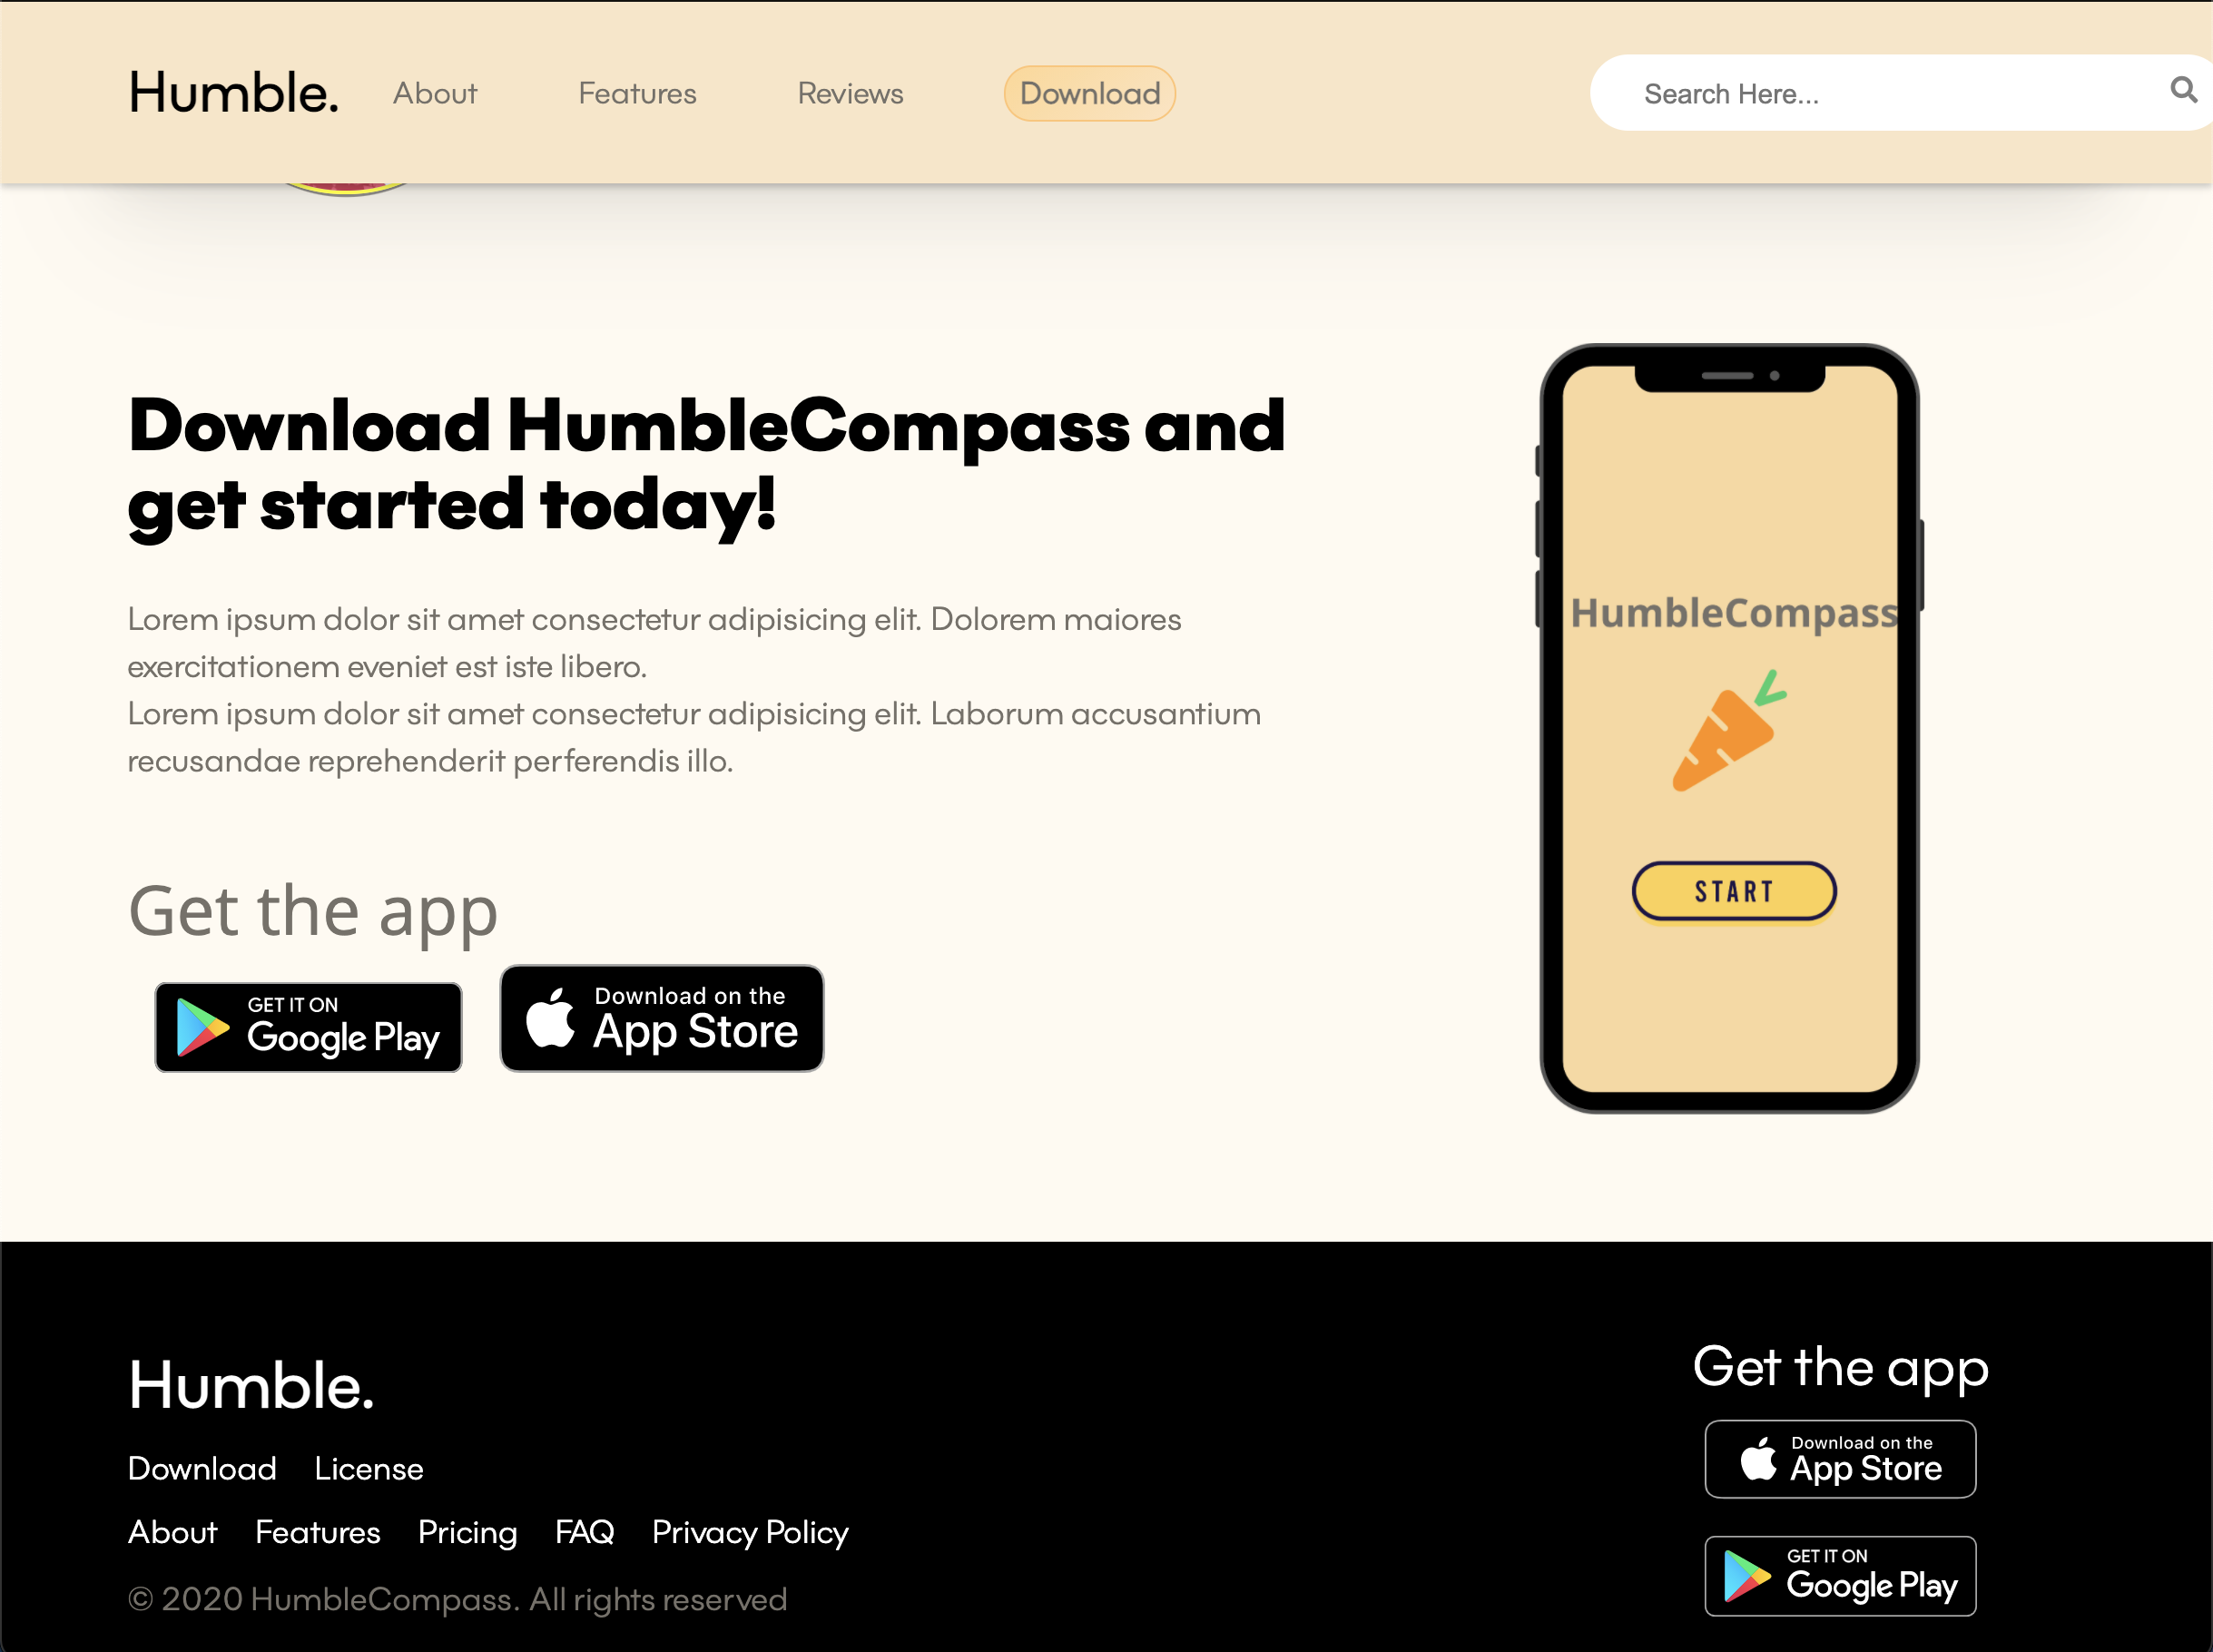 Humble. About Features Reviews Download Search Here...
Download HumbleCompass and
get started today!
Lorem ipsum dolor sit amet consectetur adipisicing elit. Dolorem maiores
exercitationem eveniet est iste libero.
Lorem ipsum dolor sit amet consectetur adipisicing elit. Laborum accusantium
recusandae reprehenderit perferendis illo.
Get the app
GET IT ON
Google Play
Download on the
App Store
HumbleCompass
START
Humble.
Download License
About Features Pricing FAQ Privacy Policy
© 2020 HumbleCompass. All rights reserved
Get the app
Download on the
App Store
GET IT ON
Google Play